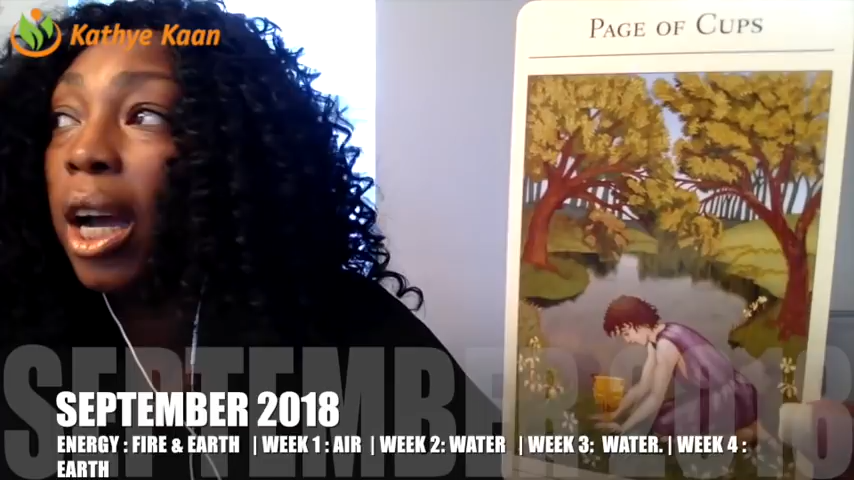 Kathye Kaan
PAGE OF CUPS
SEPTEMBER 2018
SEPTEMBER 2018
ENERGY : FIRE & EARTH | WEEK 1 : AIR | WEEK 2: WATER | WEEK 3: WATER. | WEEK 4 :
EARTH